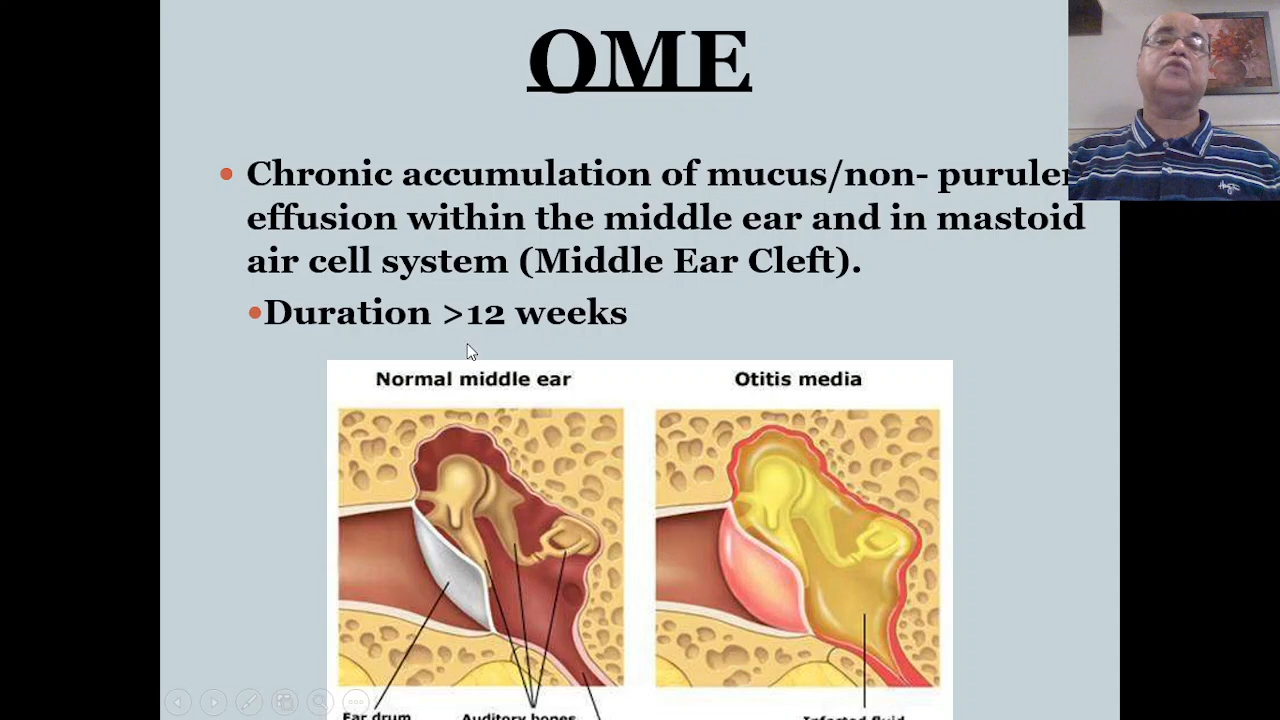 OME
Chronic accumulation of mucus/non- purulen
effusion within the middle ear and in mastoid
air cell system (Middle Ear Cleft).
Duration >12 weeks
Normal middle ear
Otitis media
Ear drum
Auditory bones
Infected fluid